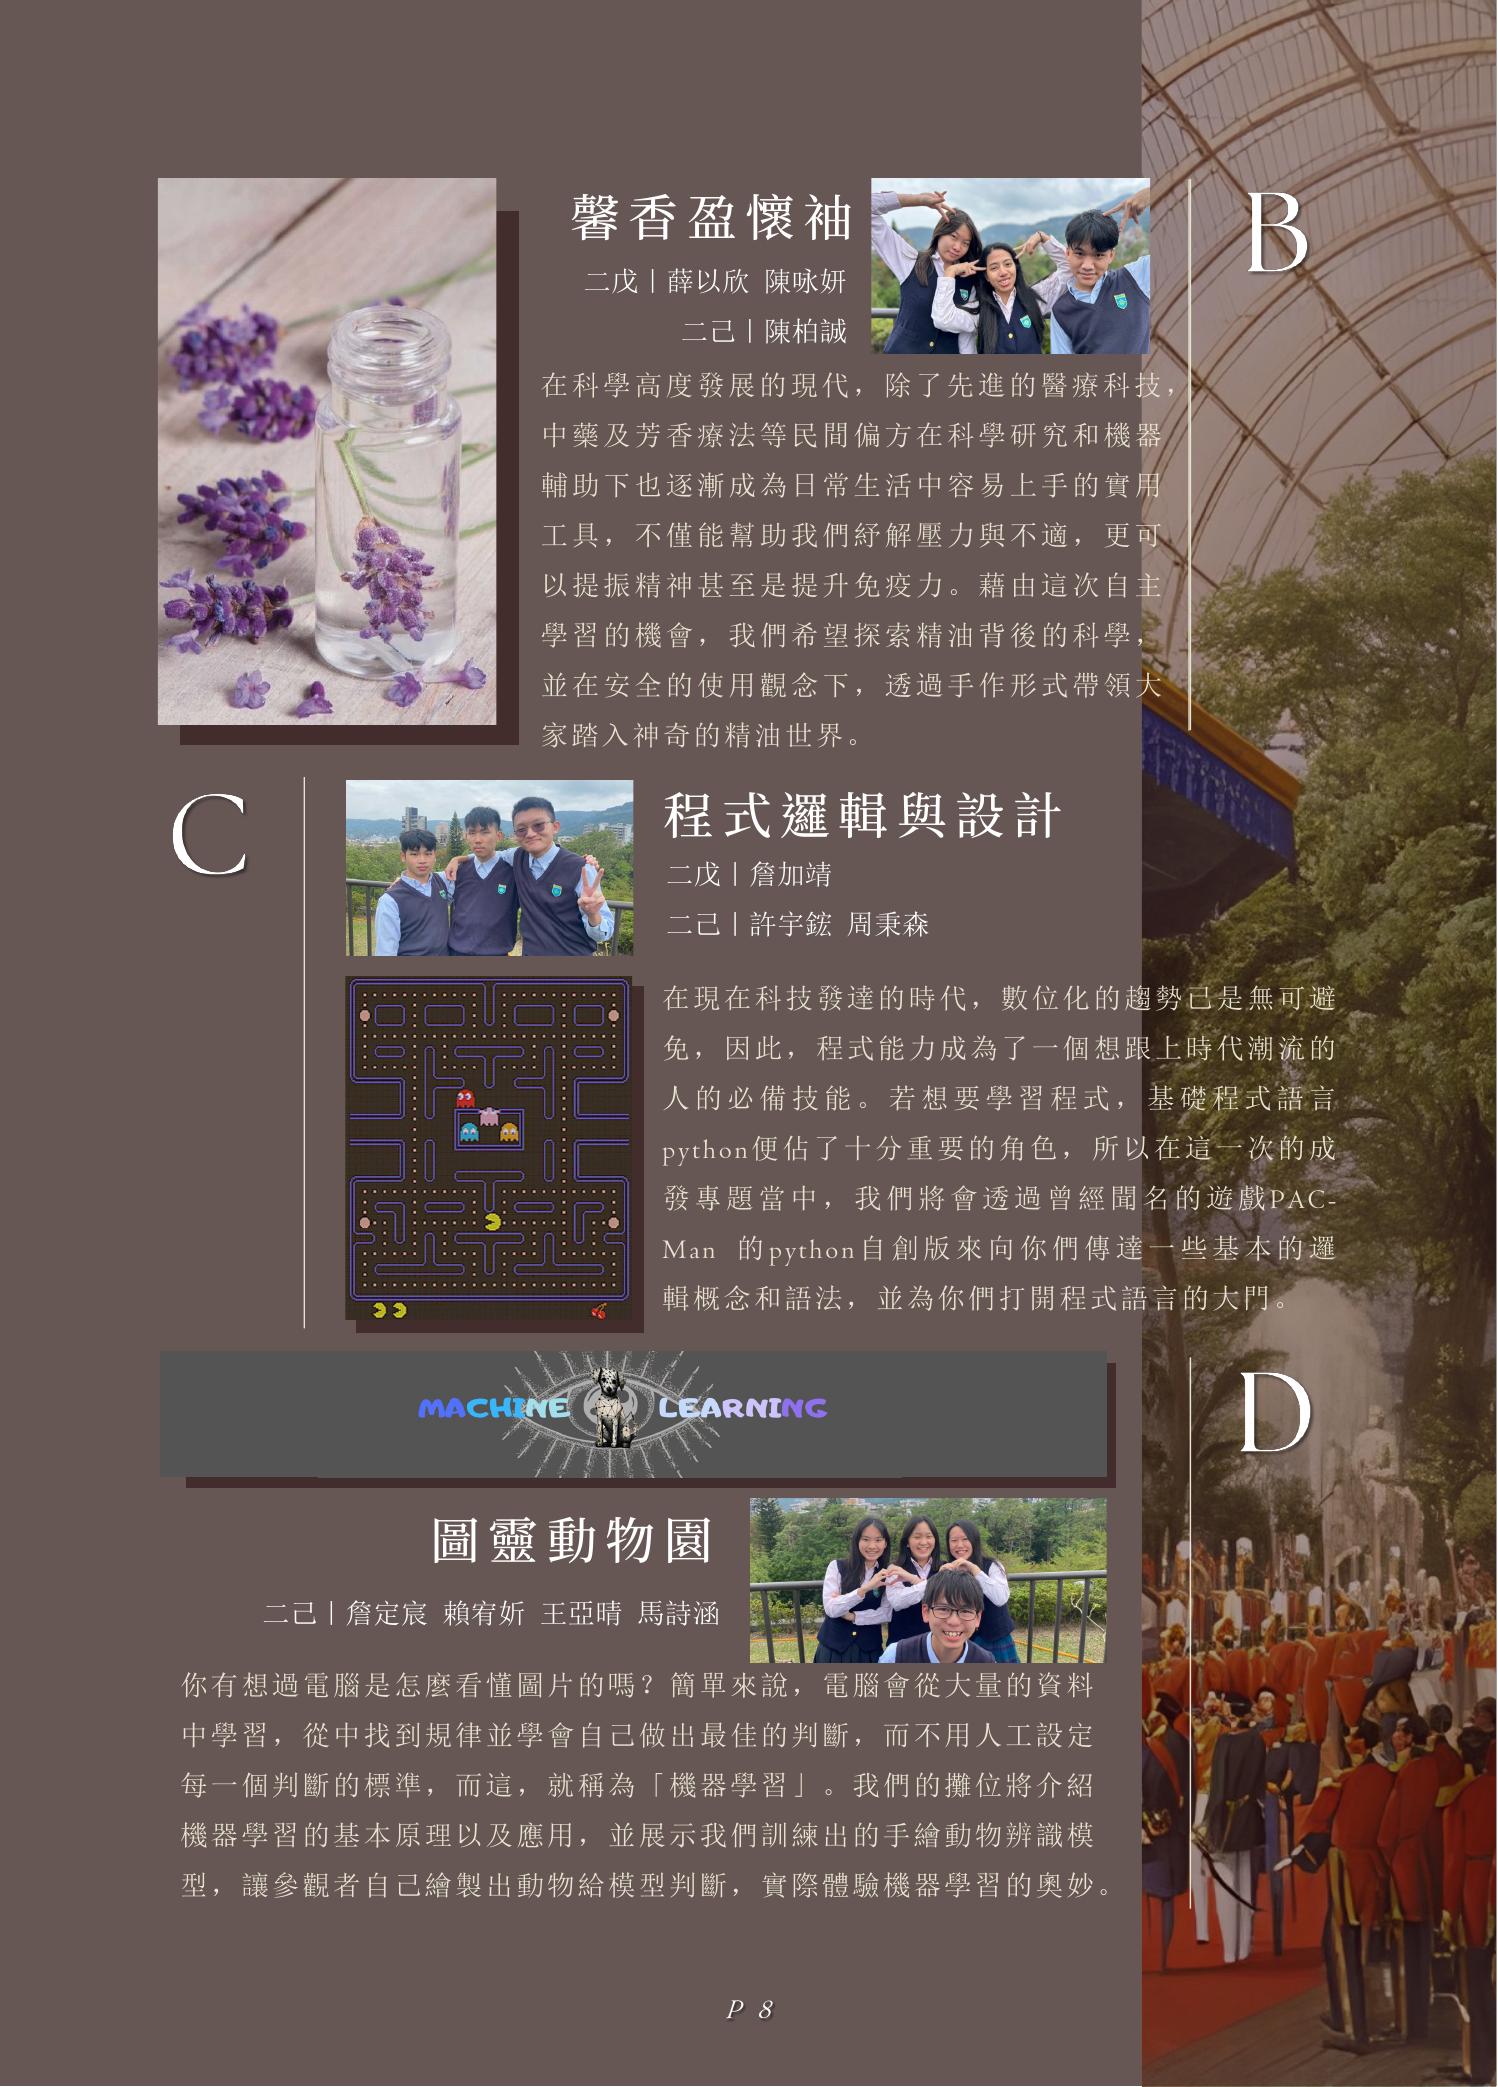 馨香盈懷袖
B
二戊 | 薛以欣 陳咏妍
二己 | 陳柏誠
在科學高度發展的現代，除了先進的醫療科技，
中藥及芳香療法等民間偏方在科學研究和機器
輔助下也逐漸成為日常生活中容易上手的實用
工具，不僅能幫助我們紓解壓力與不適，更可
以提振精神甚至是提升免疫力。藉由這次自主
學習的機會，我們希望探索精油背後的科學，
並在安全的使用觀念下，透過手作形式帶領大
家踏入神奇的精油世界。
C
程式邏輯與設計
二戊 | 詹加靖
二己 | 許宇鋐 周秉森
在現在科技發達的時代，數位化的趨勢己是無可避
免，因此，程式能力成為了一個想跟上時代潮流的
人的必備技能。若想要學習程式，基礎程式語言
python便佔了十分重要的角色，所以在這一次的成
發專題當中，我們將會透過曾經聞名的遊戲PAC-
Man 的python自創版來向你們傳達一些基本的邏
輯概念和語法，並為你們打開程式語言的大門。
MACHINE LEARNING
D
圖靈動物園
二己 | 詹定宸 賴宥妡 王亞晴 馬詩涵
你有想過電腦是怎麼看懂圖片的嗎？簡單來說，電腦會從大量的資料
中學習，從中找到規律並學會自己做出最佳的判斷，而不用人工設定
每一個判斷的標準，而這，就稱為「機器學習」。我們的攤位將介紹
機器學習的基本原理以及應用，並展示我們訓練出的手繪動物辨識模
型，讓參觀者自己繪製出動物給模型判斷，實際體驗機器學習的奧妙。
P 8